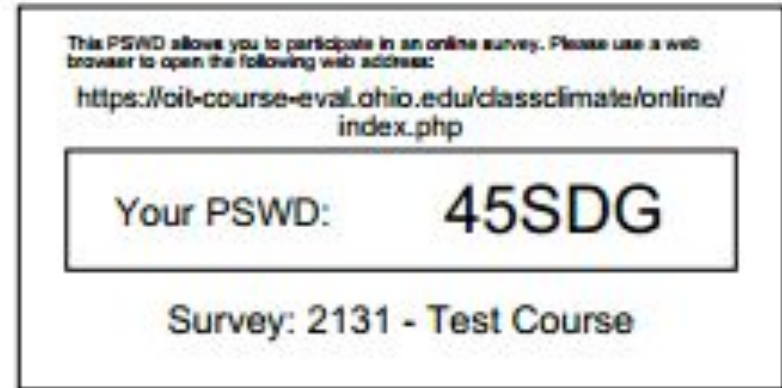 This PSWD allows you to participate in an online survey. Please use a web
browser to open the following web address:
https://oit-course-eval.ohio.edu/classclimate/online/
index.php
Your PSWD: 45SDG
Survey: 2131 - Test Course